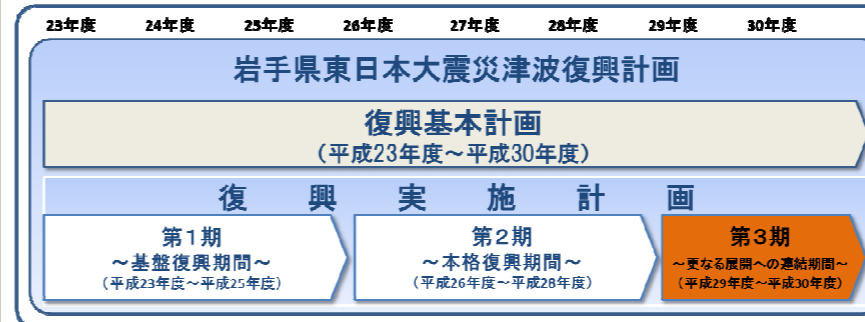 23年度 24年度 25年度 26年度 27年度 28年度 29年度 30年度
岩手県東日本大震災津波復興計画
復興基本計画
（平成23年度～平成30年度）
復興実施計画
第１期
～基盤復興期間～
（平成23年度～平成25年度）
第２期
～本格復興期間～
（平成26年度～平成28年度）
第３期
～更なる展開への連結期間～
（平成29年度～平成30年度）